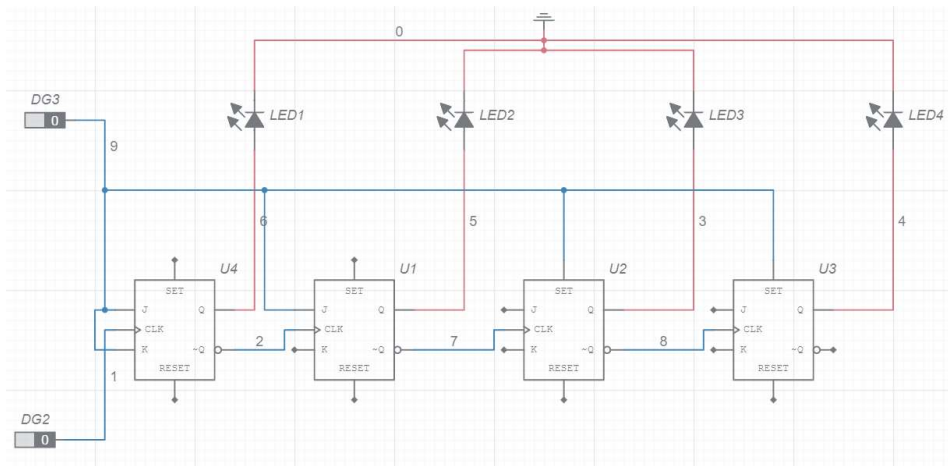 0
DG3
0
LED1
LED2
LED3
LED4
9
6
5
3
4
U4
U1
U2
U3
SET
SET
SET
SET
J
Q
J
Q
J
Q
J
Q
CLK
CLK
CLK
CLK
K
~Q
2
K
~Q
7
K
~Q
8
K
~Q
RESET
RESET
RESET
RESET
1
DG2
0